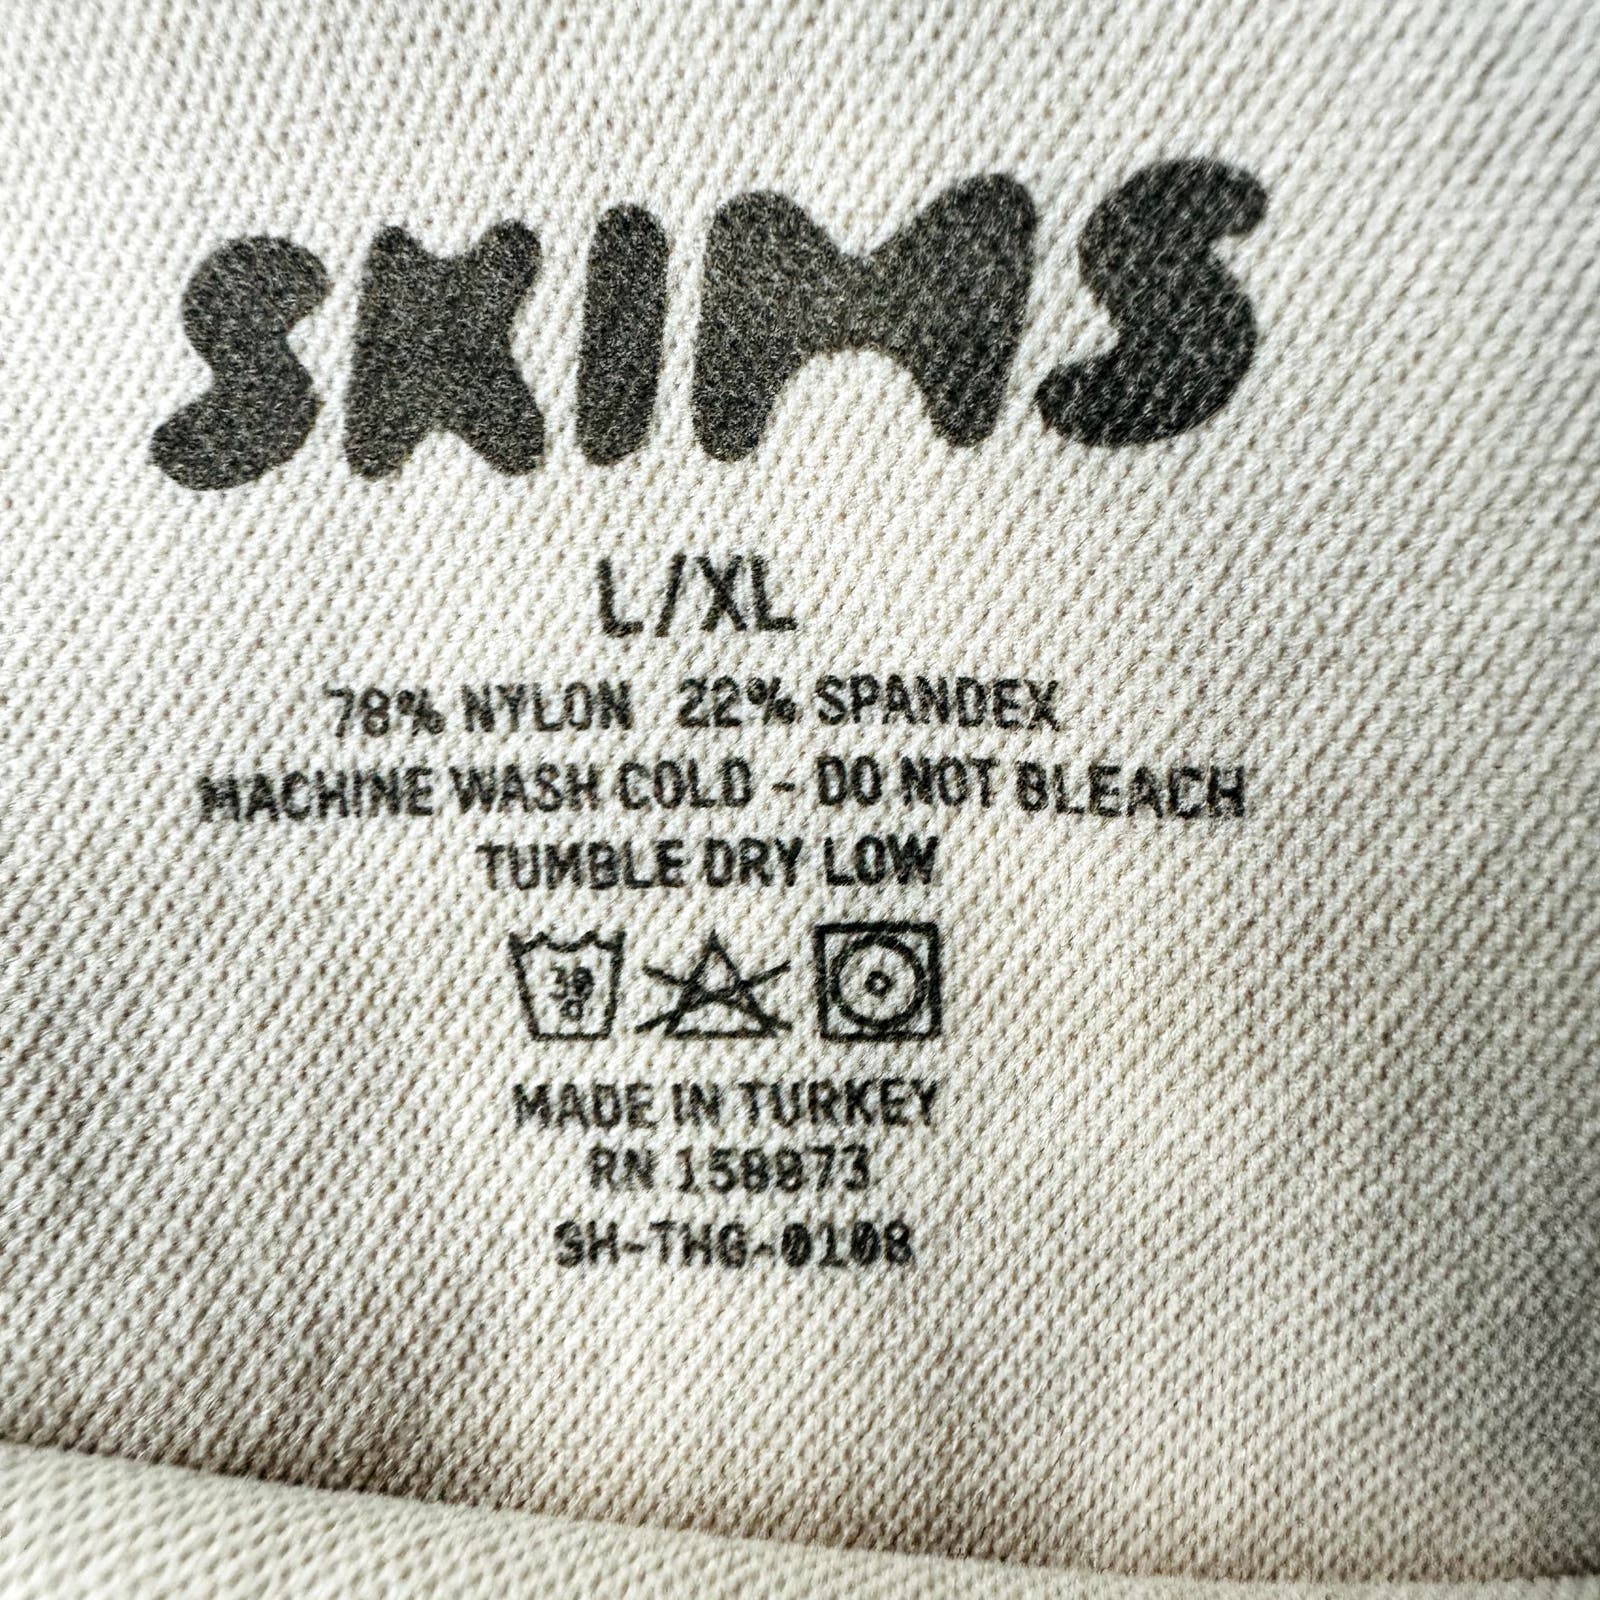 SKIMS
L/XL
78% NYLON 22% SPANDEX
MACHINE WASH COLD - DO NOT BLEACH
TUMBLE DRY LOW
30
MADE IN TURKEY
RN 158873
SH-THG-0108